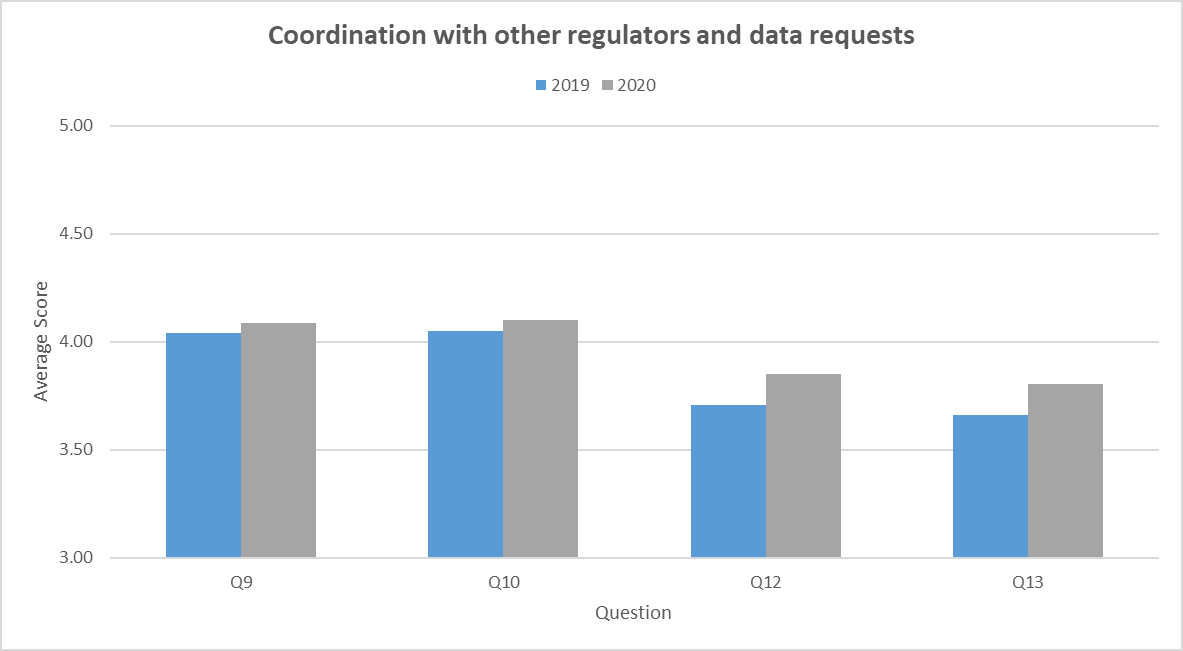 Coordination with other regulators and data requests
2019 2020
5.00
4.50
4.00
3.50
3.00
Average Score
Q9 Q10 Q12 Q13
Question